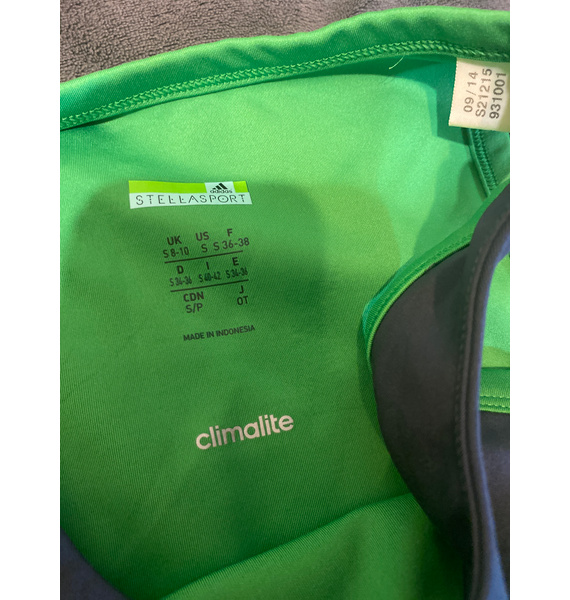 09/14
S21215
931001
adidas
STELLASPORT
UK US F
S 8-10 S S 36-38
D I E
S 34-36 S 40-42 S 36-38
CDN J
S/P OT
MADE IN INDONESIA
climalite